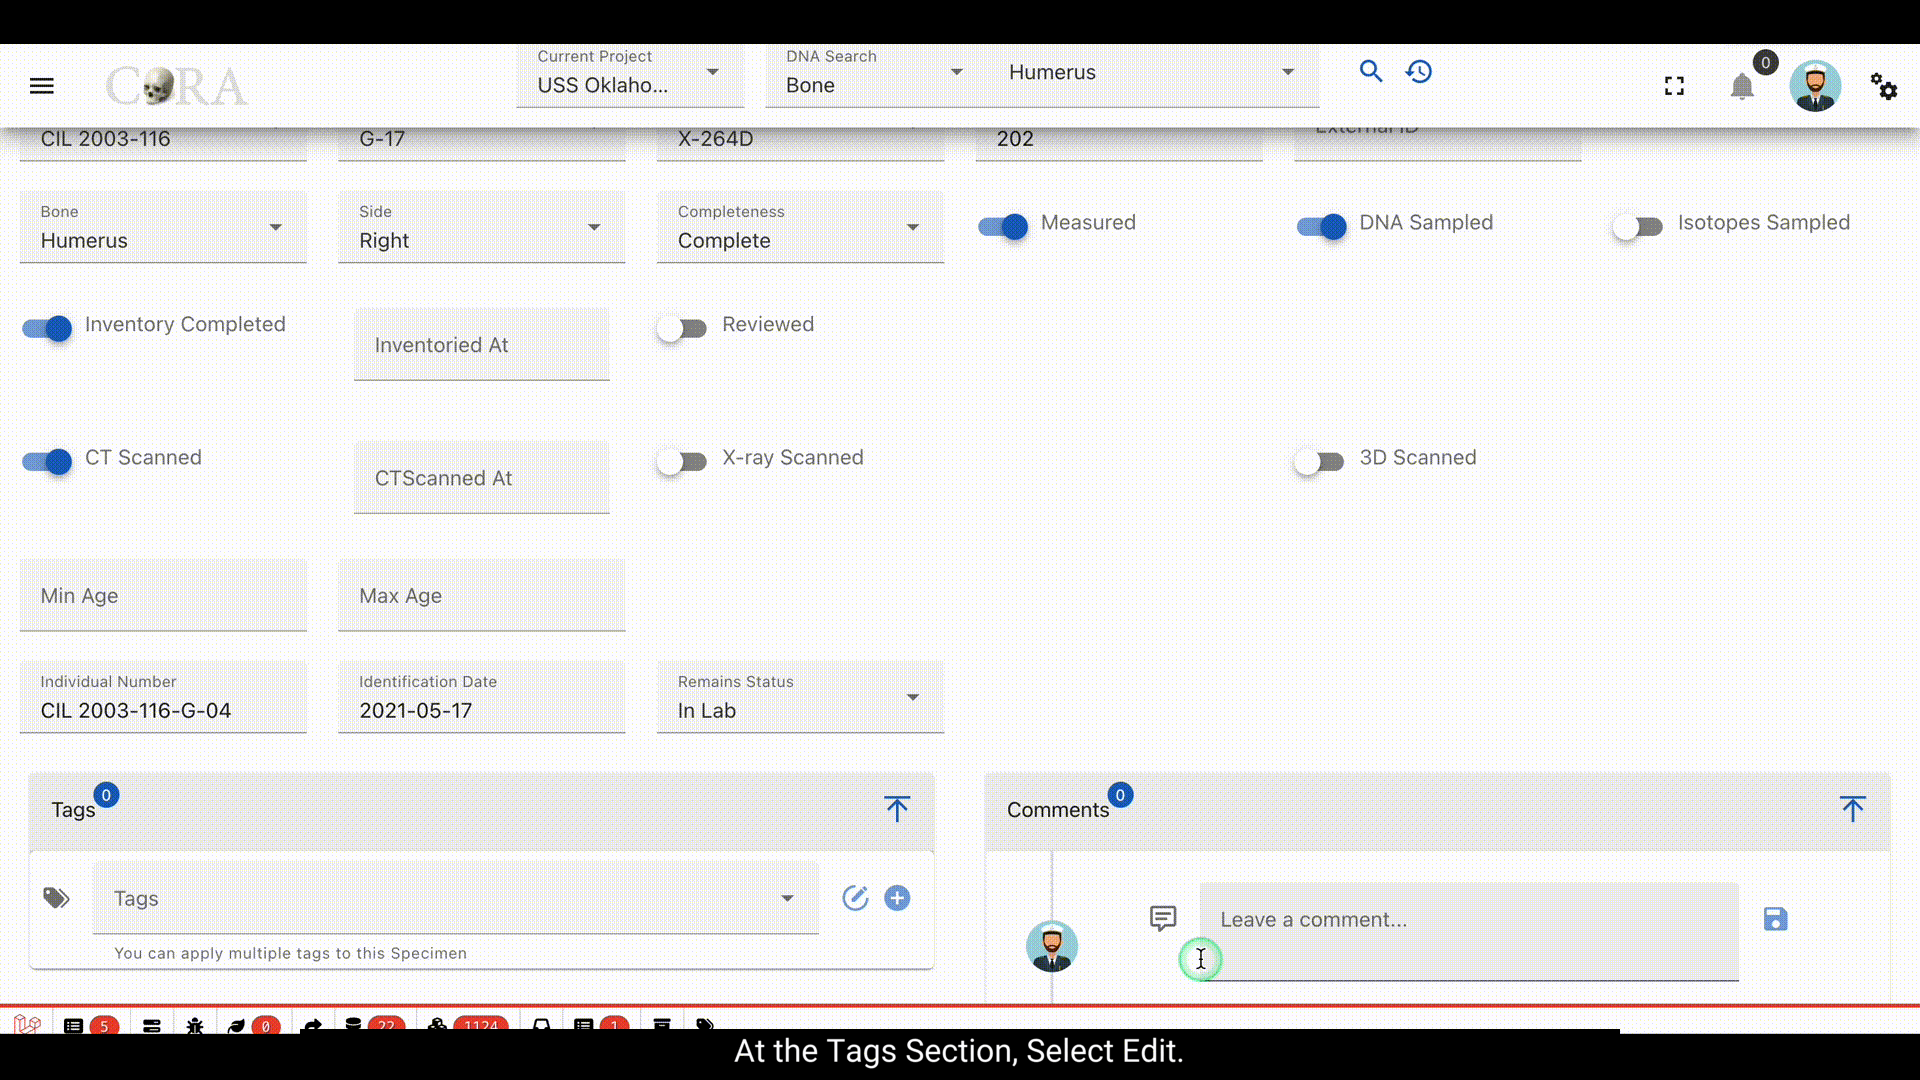 Current Project
USS Oklaho...
DNA Search
Bone
Humerus
0
CORA
CIL 2003-116
G-17
X-264D
202
External ID
Bone
Humerus
Side
Right
Completeness
Complete
Measured
DNA Sampled
Isotopes Sampled
Inventory Completed
Inventoried At
Reviewed
CT Scanned
CTScanned At
X-ray Scanned
3D Scanned
Min Age
Max Age
Individual Number
CIL 2003-116-G-04
Identification Date
2021-05-17
Remains Status
In Lab
Tags
0
Comments
0
Tags
You can apply multiple tags to this Specimen
Leave a comment...
5
0
22
1124
1
At the Tags Section, Select Edit.